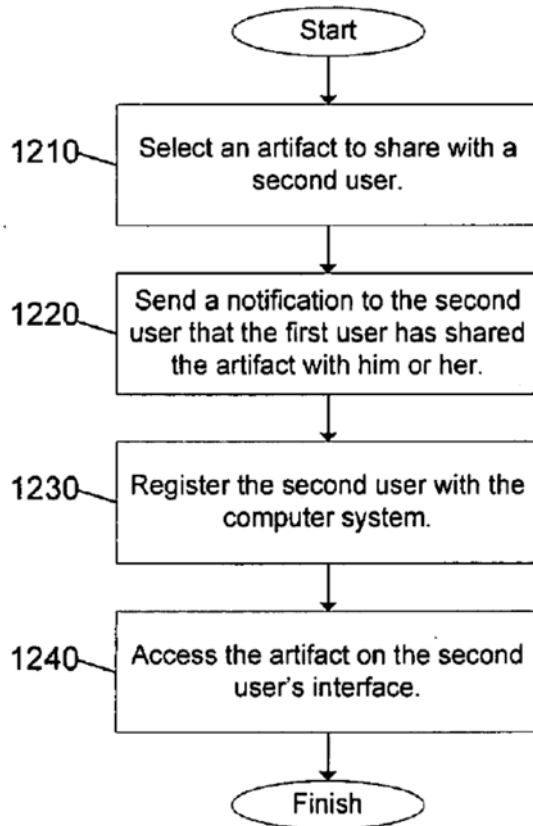 Start
1210
Select an artifact to share with a
second user.
1220
Send a notification to the second
user that the first user has shared
the artifact with him or her.
1230
Register the second user with the
computer system.
1240
Access the artifact on the second
user's interface.
Finish